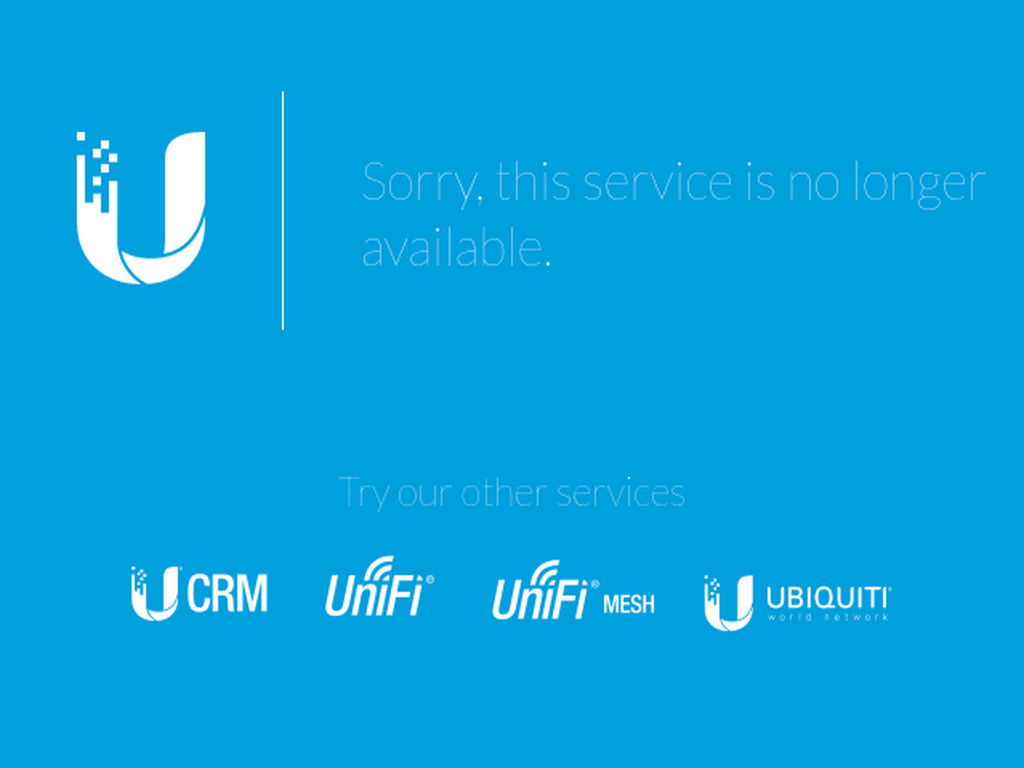 Sorry, this service is no longer
available.
Try our other services
CRM
UniFi®
UniFi® MESH
UBIQUITI®
world network